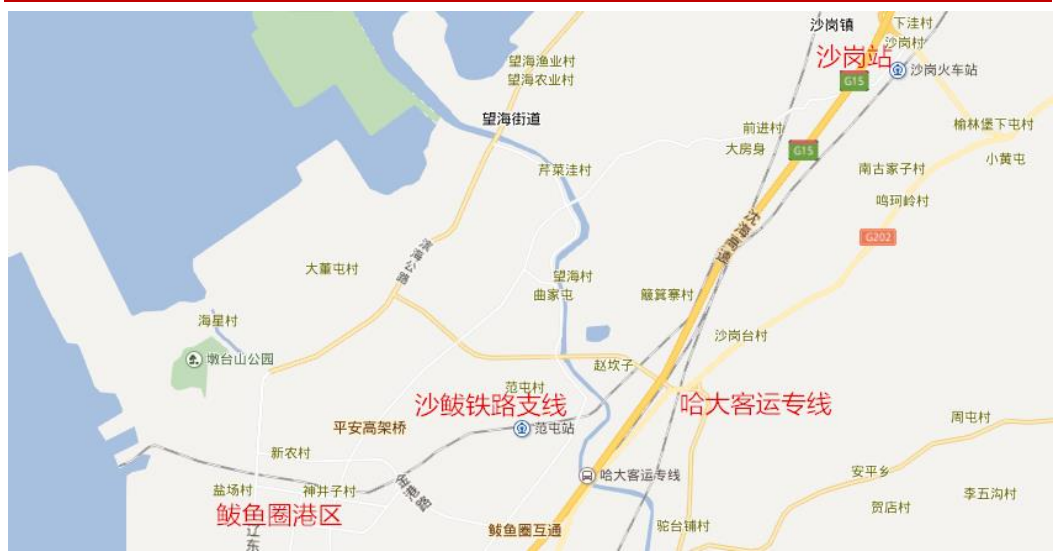 沙岗镇
下洼村
沙岗村
沙岗站
沙岗火车站
G15
望海渔业村
望海农业村
望海街道
前进村
大房身
G15
榆林堡下屯村
小黄屯
芹菜洼村
南古家子村
鸣珂岭村
沈海高速
G202
滨海公路
大董屯村
望海村
曲家屯
簸箕寨村
海星村
沙岗台村
墩台山公园
赵坎子
范屯村
沙鲅铁路支线
哈大客运专线
周屯村
平安高架桥
范屯站
新农村
哈大客运专线
安平乡
盐场村
神井子村
金港路
李五沟村
贺店村
鲅鱼圈港区
辽东
鲅鱼圈互通
驼台铺村